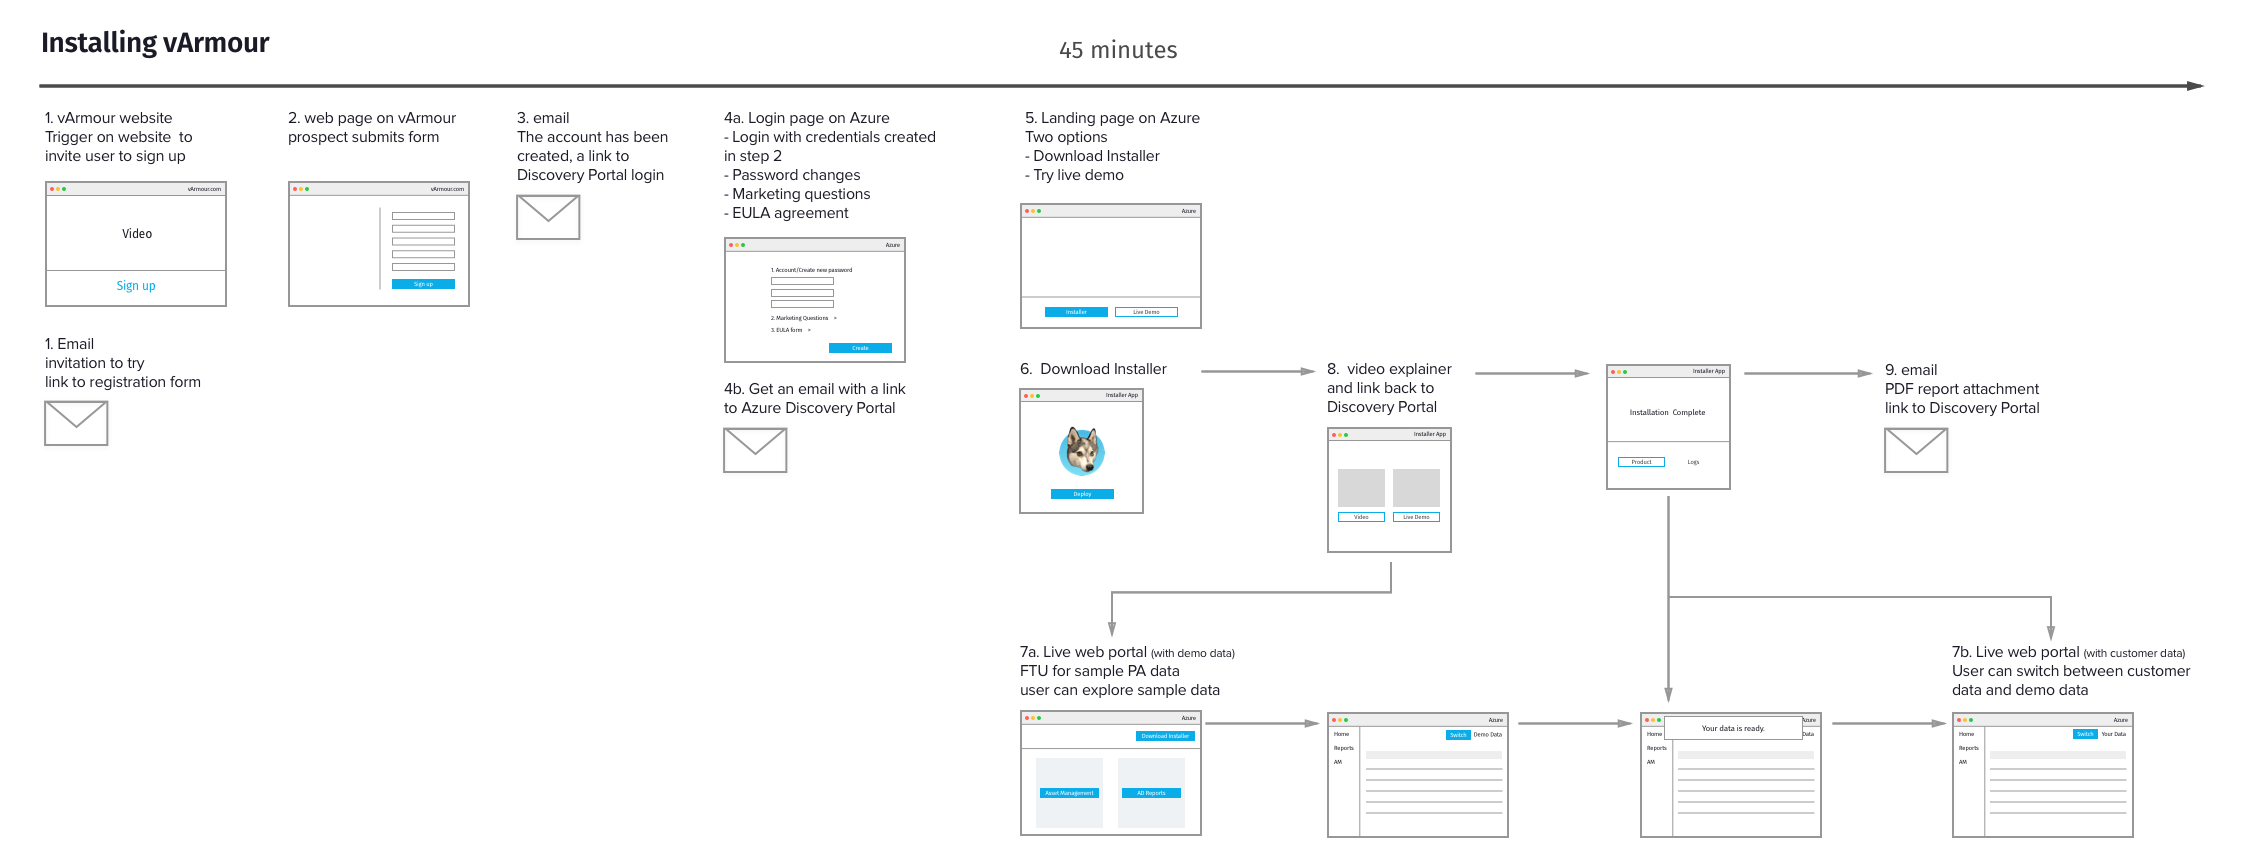 Installing vArmour
45 minutes
1. vArmour website
Trigger on website to
invite user to sign up
vArmour.com
Video
Sign up
1. Email
invitation to try
link to registration form
2. web page on vArmour
prospect submits form
vArmour.com
Sign up
3. email
The account has been
created, a link to
Discovery Portal login
4a. Login page on Azure
- Login with credentials created
in step 2
- Password changes
- Marketing questions
- EULA agreement
Azure
1. Account/Create new password
2. Marketing Questions >
3. EULA form >
Create
4b. Get an email with a link
to Azure Discovery Portal
5. Landing page on Azure
Two options
- Download Installer
- Try live demo
Azure
Installer
Live Demo
6. Download Installer
Installer App
Deploy
8. video explainer
and link back to
Discovery Portal
Installer App
Video
Live Demo
Installer App
Installation Complete
Product
Logs
9. email
PDF report attachment
link to Discovery Portal
7a. Live web portal (with demo data)
FTU for sample PA data
user can explore sample data
Azure
Download Installer
Asset Management
AD Reports
Azure
Home
Switch
Demo Data
Reports
AM
Azure
Your data is ready.
Home
Data
Reports
AM
7b. Live web portal (with customer data)
User can switch between customer
data and demo data
Azure
Home
Switch
Your Data
Reports
AM